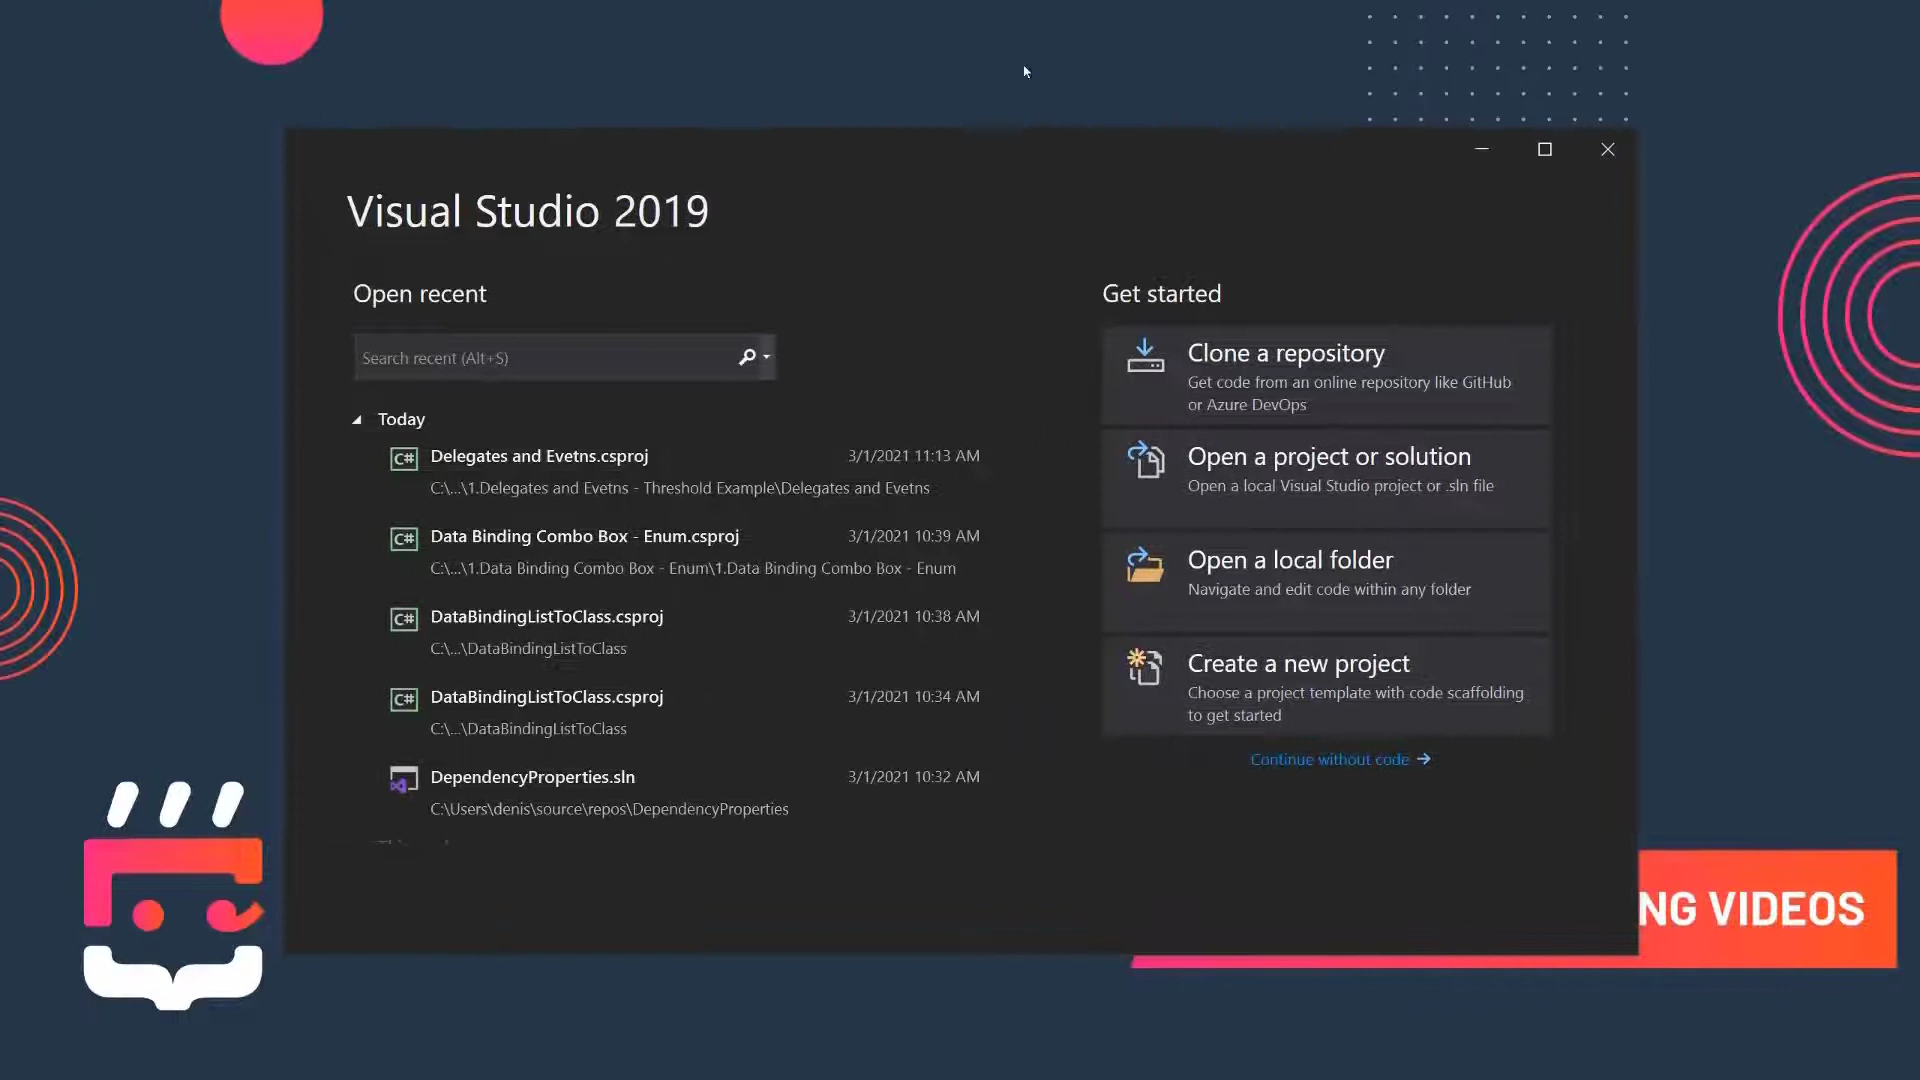 Visual Studio 2019
Open recent
Search recent (Alt+S)
Today
Delegates and Evetns.csproj 3/1/2021 11:13 AM
C:\...\1.Delegates and Evetns - Threshold Example\Delegates and Evetns
Data Binding Combo Box - Enum.csproj 3/1/2021 10:39 AM
C:\...\1.Data Binding Combo Box - Enum\1.Data Binding Combo Box - Enum
DataBindingListToClass.csproj 3/1/2021 10:38 AM
C:\...\DataBindingListToClass
DataBindingListToClass.csproj 3/1/2021 10:34 AM
C:\...\DataBindingListToClass
DependencyProperties.sln 3/1/2021 10:32 AM
C:\Users\denis\source\repos\DependencyProperties
Get started
Clone a repository
Get code from an online repository like GitHub
or Azure DevOps
Open a project or solution
Open a local Visual Studio project or .sln file
Open a local folder
Navigate and edit code within any folder
Create a new project
Choose a project template with code scaffolding
to get started
Continue without code →
NG VIDEOS